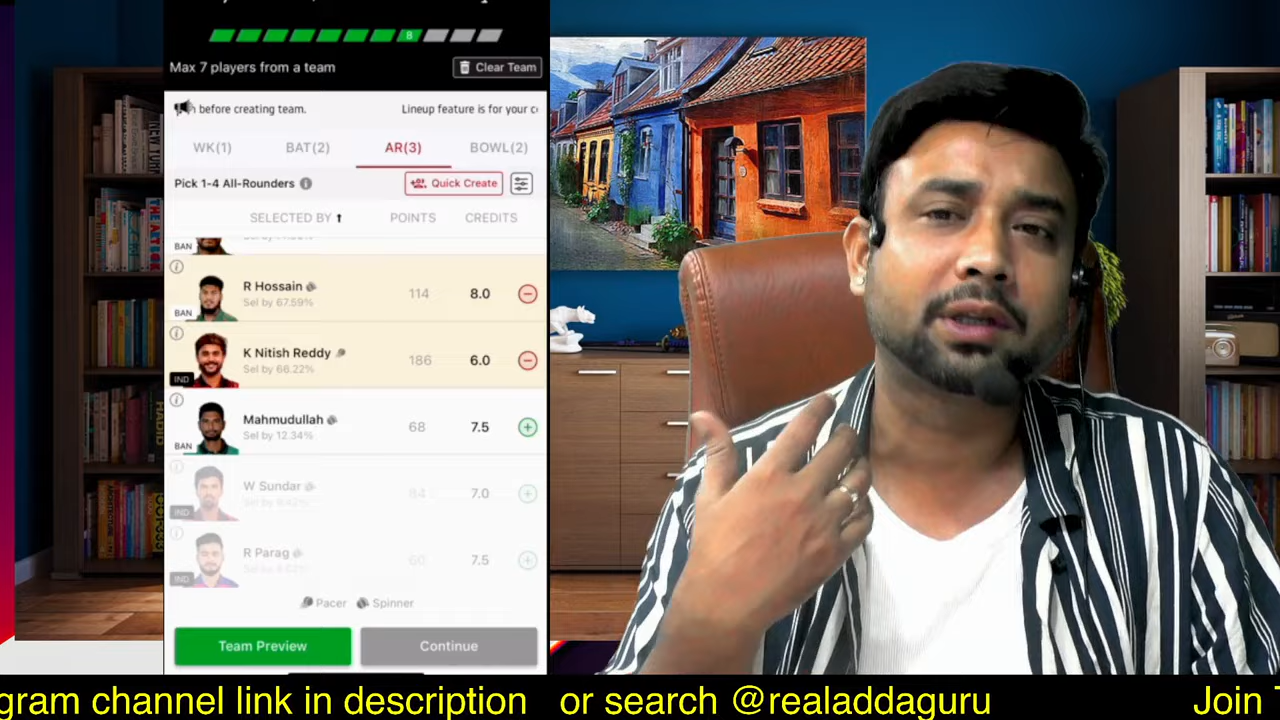 8
Max 7 players from a team
Clear Team
before creating team. Lineup feature is for your c
WK(1) BAT(2) AR(3) BOWL(2)
Pick 1-4 All-Rounders
Quick Create
SELECTED BY ↑ POINTS CREDITS
BAN
R Hossain
Sel by 67.59%
114 8.0
BAN
K Nitish Reddy
Sel by 66.22%
186 6.0
IND
Mahmudullah
Sel by 12.34%
68 7.5
BAN
W Sundar
84 7.0
IND
R Parag
60 7.5
IND
Pacer Spinner
Team Preview Continue
gram channel link in description or search @realaddaguru Join